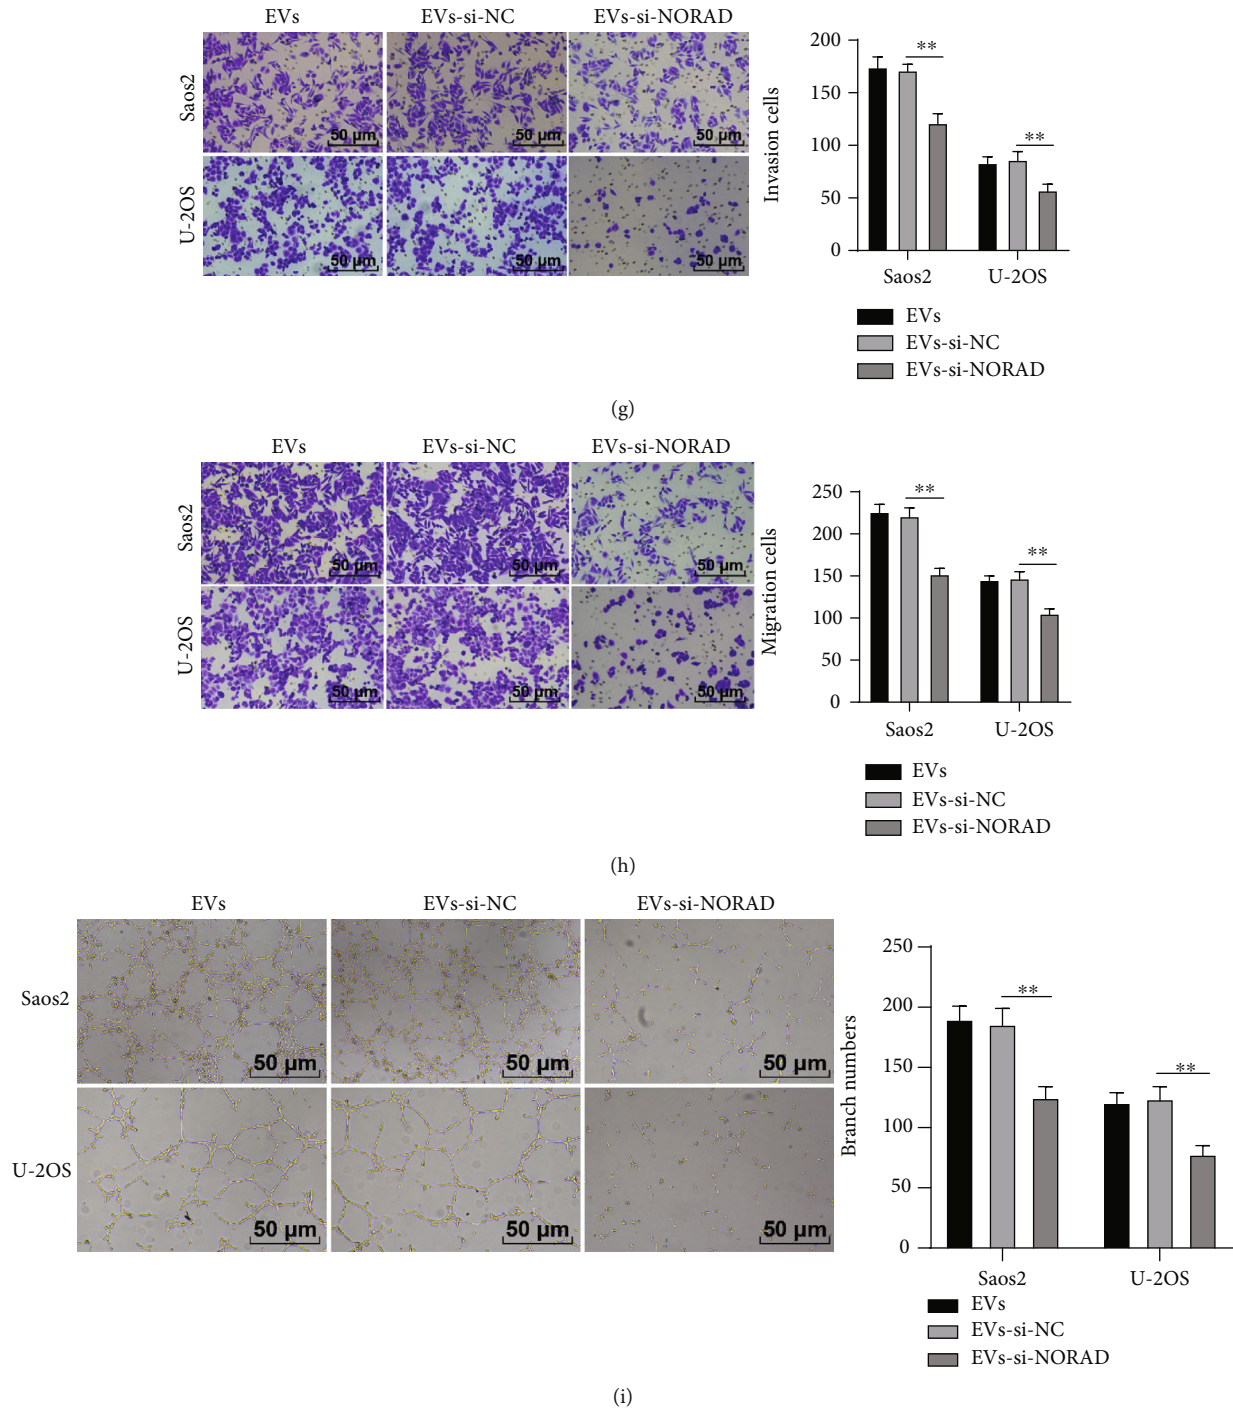 EVs EVs-si-NC EVs-si-NORAD
Saos2
50 µm 50 µm 50 µm
U-2OS
50 µm 50 µm 50 µm
Invasion cells
200
150
100
50
0
** **
Saos2 U-2OS
EVs
EVs-si-NC
EVs-si-NORAD
(g)
EVs EVs-si-NC EVs-si-NORAD
Saos2
50 µm 50 µm 50 µm
U-2OS
50 µm 50 µm 50 µm
Migration cells
250
200
150
100
50
0
** **
Saos2 U-2OS
EVs
EVs-si-NC
EVs-si-NORAD
(h)
EVs EVs-si-NC EVs-si-NORAD
Saos2
50 µm 50 µm 50 µm
U-2OS
50 µm 50 µm 50 µm
Branch numbers
250
200
150
100
50
0
** **
Saos2 U-2OS
EVs
EVs-si-NC
EVs-si-NORAD
(i)